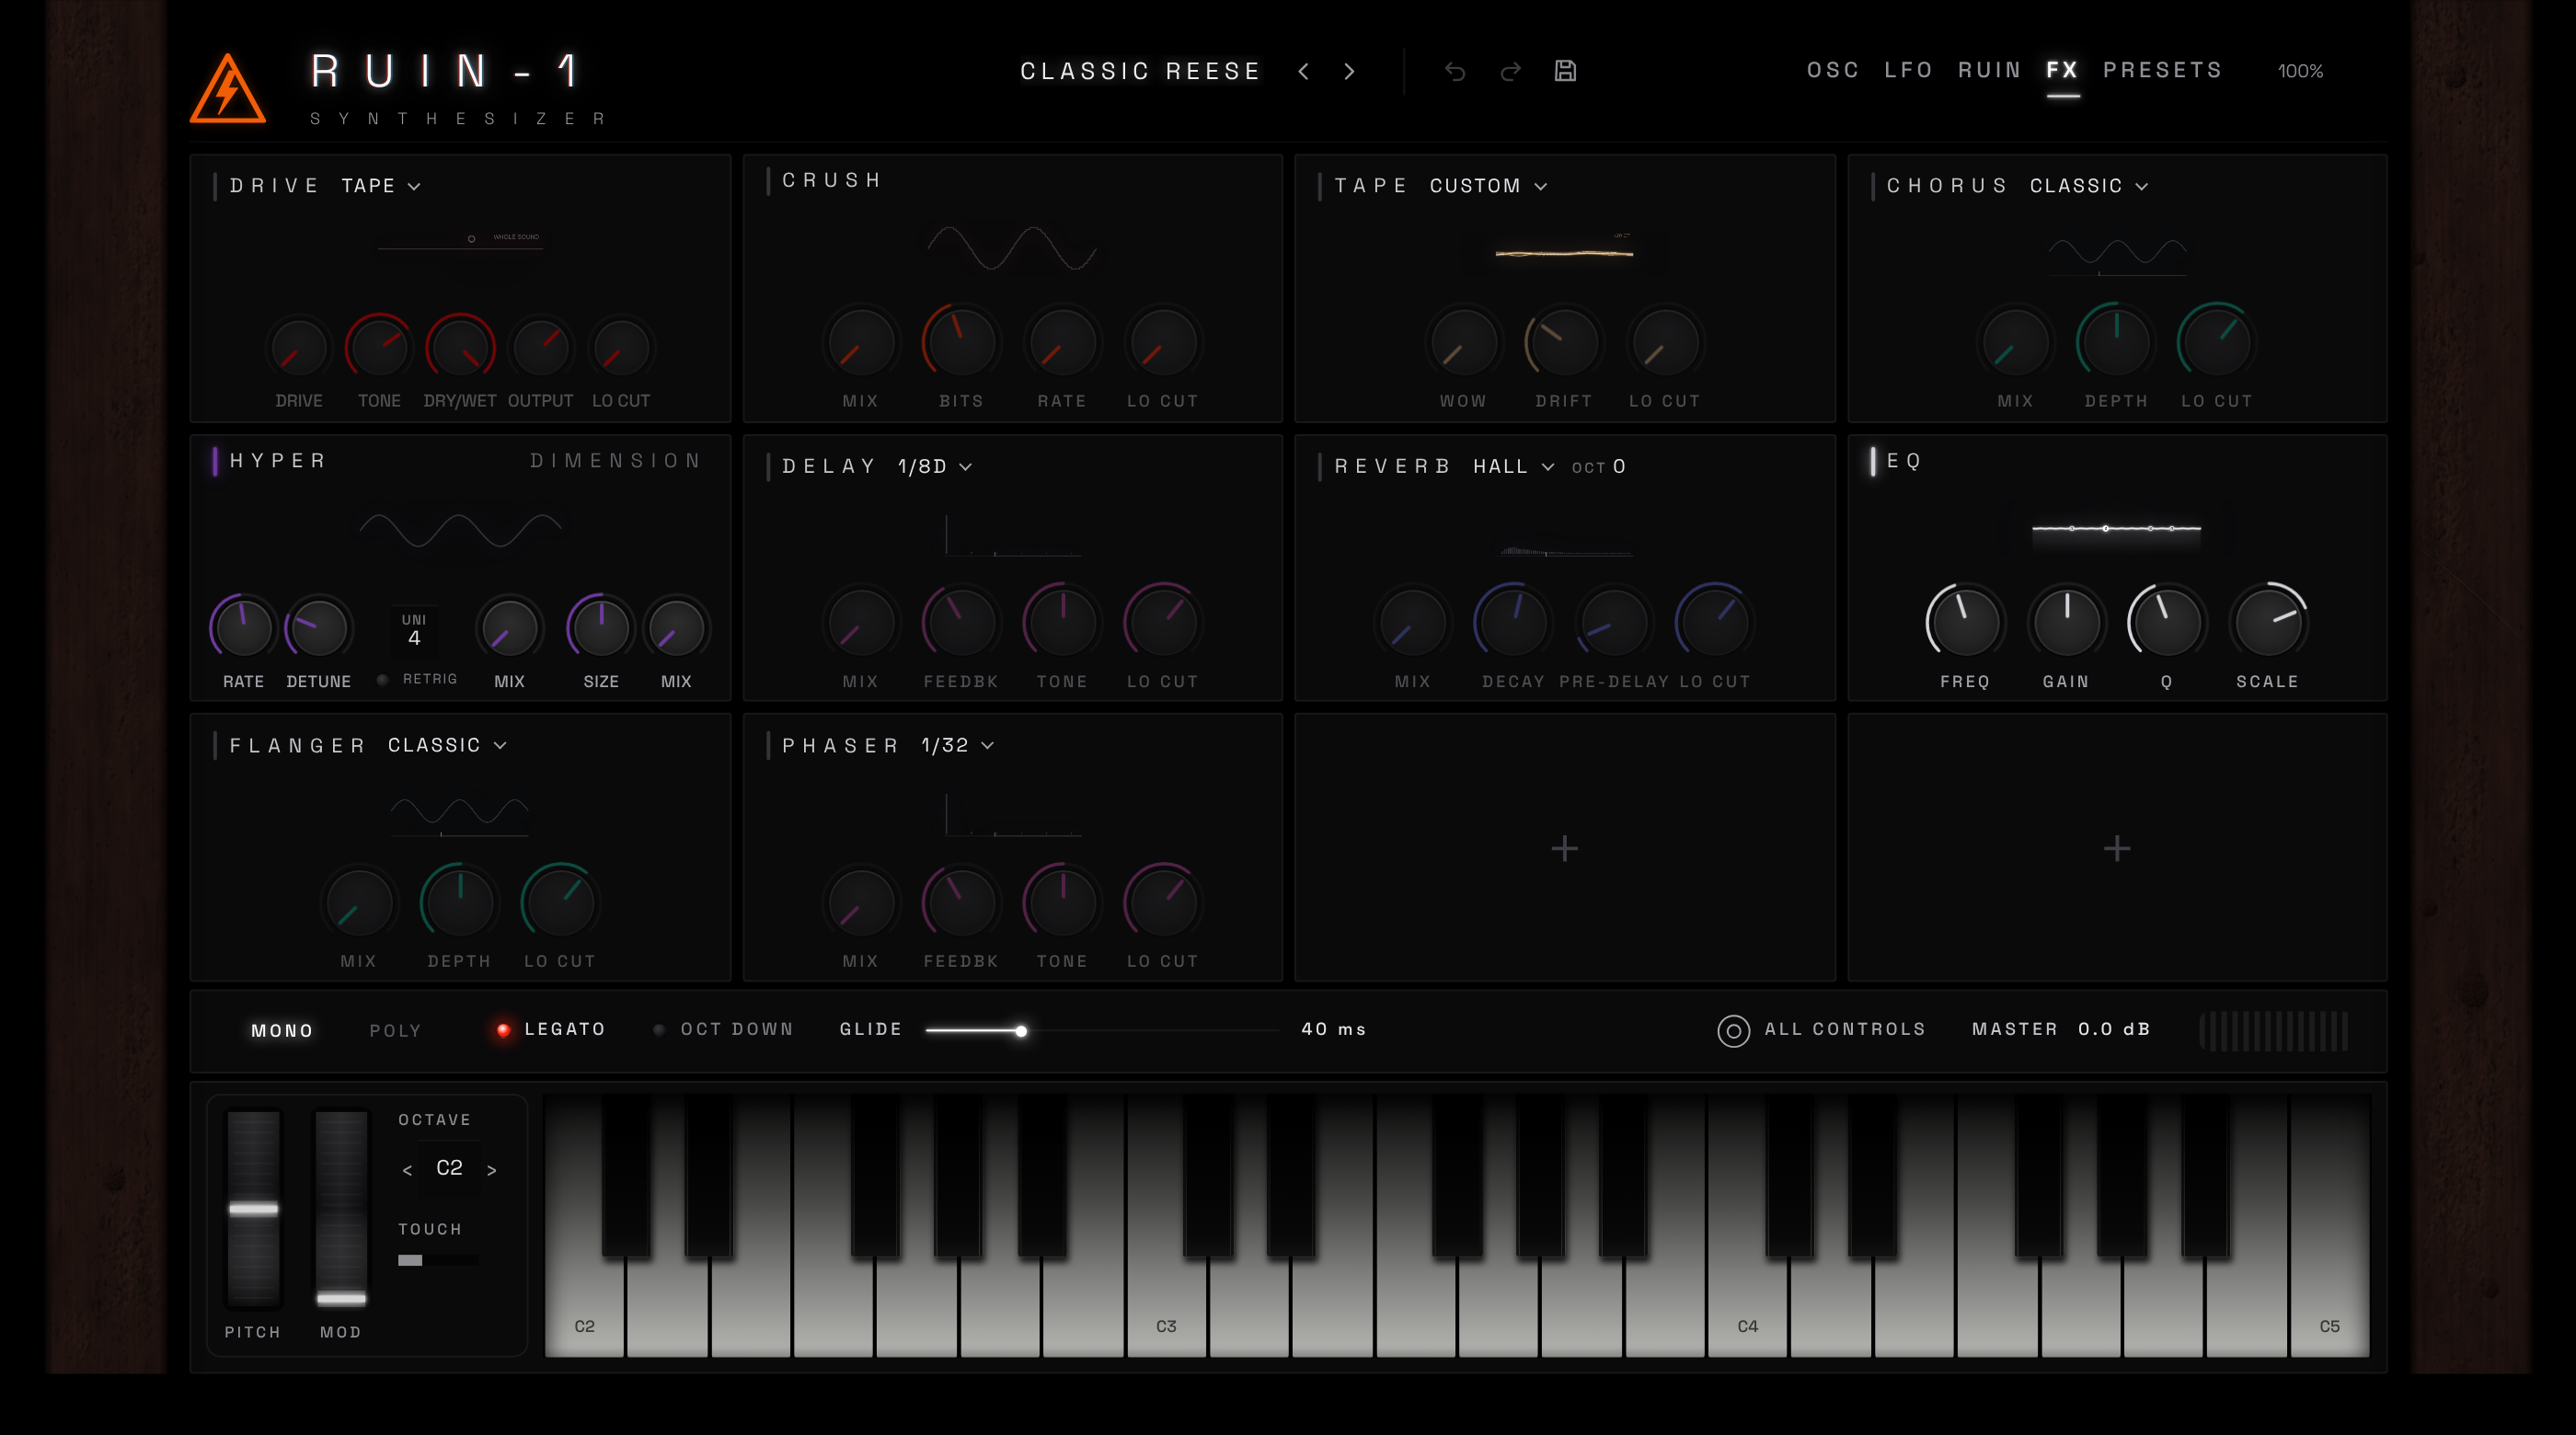 RUIN-1
SYNTHESIZER
CLASSIC REESE
OSC LFO RUIN FX PRESETS 100%
DRIVE TAPE
WHOLE SOUND
DRIVE TONE DRY/WET OUTPUT LO CUT
CRUSH
MIX BITS RATE LO CUT
TAPE CUSTOM
WOW DRIFT LO CUT
CHORUS CLASSIC
MIX DEPTH LO CUT
HYPER DIMENSION
UNI
4
RATE DETUNE RETRIG MIX SIZE MIX
DELAY 1/8D
MIX FEEDBK TONE LO CUT
REVERB HALL OCT 0
MIX DECAY PRE-DELAY LO CUT
EQ
FREQ GAIN Q SCALE
FLANGER CLASSIC
MIX DEPTH LO CUT
PHASER 1/32
MIX FEEDBK TONE LO CUT
+ +
MONO POLY LEGATO OCT DOWN GLIDE 40 ms ALL CONTROLS MASTER 0.0 dB
OCTAVE
< C2 >
TOUCH
PITCH MOD
C2 C3 C4 C5